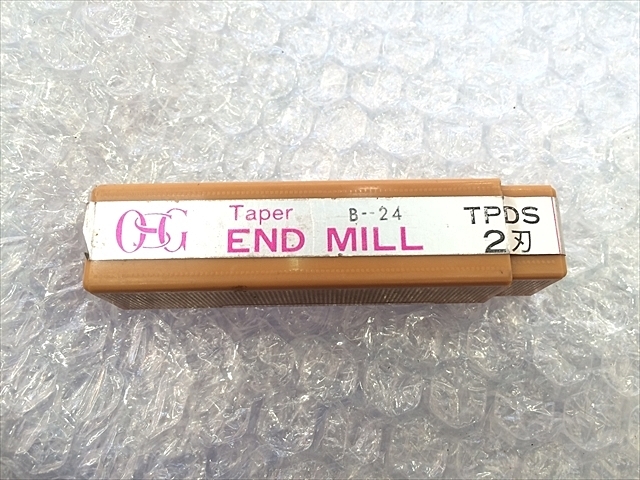 OSG
Taper B--24
END MILL
TPDS
2刃